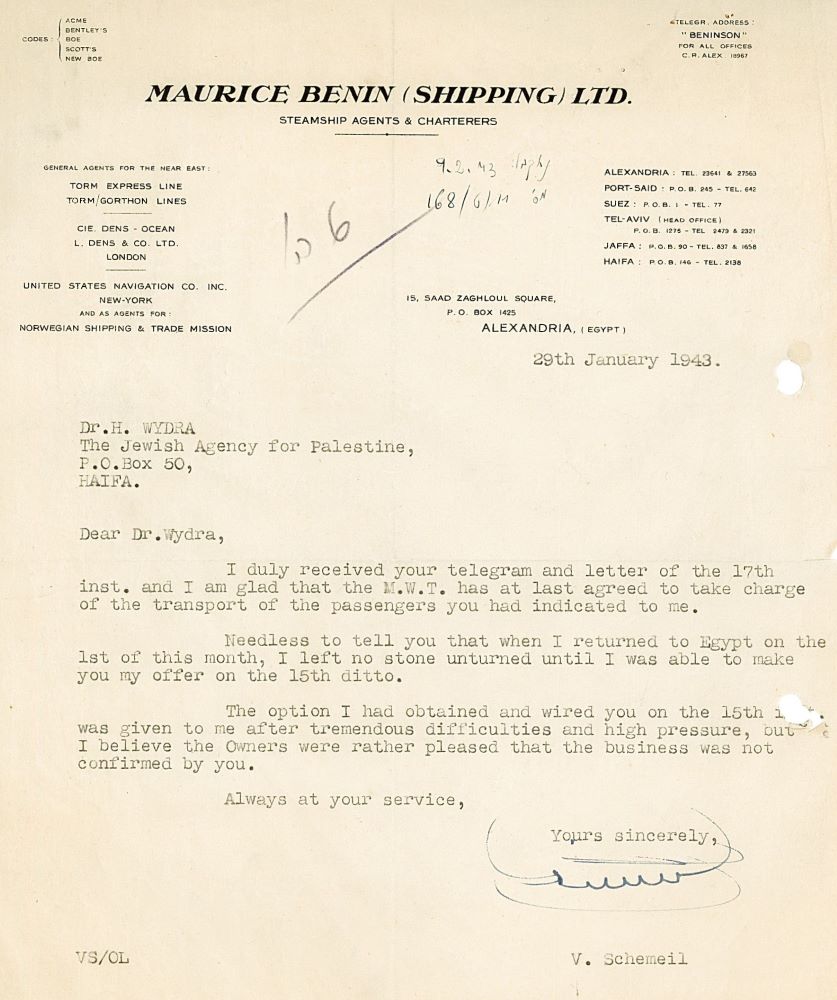 CODES :
ACME
BENTLEY'S
BOE
SCOTT'S
NEW BOE
TELEGR. ADDRESS :
"BENINSON"
FOR ALL OFFICES
C.R. ALEX. 18967
MAURICE BENIN (SHIPPING) LTD.
STEAMSHIP AGENTS & CHARTERERS
GENERAL AGENTS FOR THE NEAR EAST :
TORM EXPRESS LINE
TORM/GORTHON LINES
CIE. DENS - OCEAN
L. DENS & CO. LTD.
LONDON
UNITED STATES NAVIGATION CO. INC.
NEW-YORK
AND AS AGENTS FOR :
NORWEGIAN SHIPPING & TRADE MISSION
9.2.43
168/6/
6
ALEXANDRIA : TEL. 23641 & 27563
PORT-SAID : P.O.B. 245 - TEL. 642
SUEZ : P.O.B. 1 - TEL. 77
TEL-AVIV (HEAD OFFICE)
P.O.B. 1275 - TEL 2479 & 2321
JAFFA : P.O.B. 90 - TEL. 837 & 1658
HAIFA : P.O.B. 146 - TEL. 2138
15, SAAD ZAGHLOUL SQUARE,
P.O. BOX 1425
ALEXANDRIA, (EGYPT)
29th January 1943.
Dr.H. WYDRA
The Jewish Agency for Palestine,
P.O.Box 50,
HAIFA.
Dear Dr.Wydra,
I duly received your telegram and letter of the 17th
inst. and I am glad that the M.W.T. has at last agreed to take charge
of the transport of the passengers you had indicated to me.
Needless to tell you that when I returned to Egypt on the
1st of this month, I left no stone unturned until I was able to make
you my offer on the 15th ditto.
The option I had obtained and wired you on the 15th
was given to me after tremendous difficulties and high pressure, but
I believe the Owners were rather pleased that the business was not
confirmed by you.
Always at your service,
Yours sincerely,
VS/OL
V. Schemeil